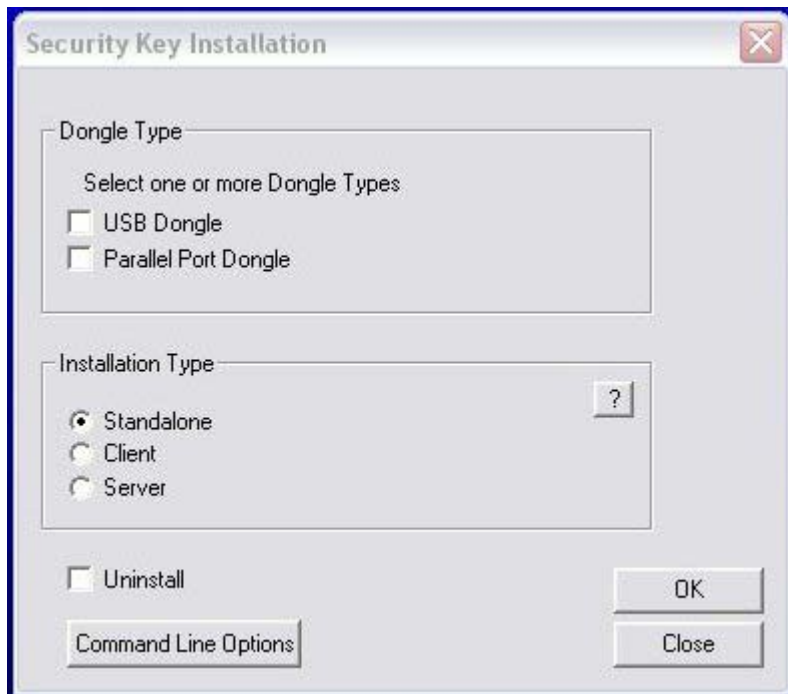 Security Key Installation
Dongle Type
Select one or more Dongle Types
USB Dongle
Parallel Port Dongle
Installation Type
?
Standalone
Client
Server
Uninstall
OK
Command Line Options
Close